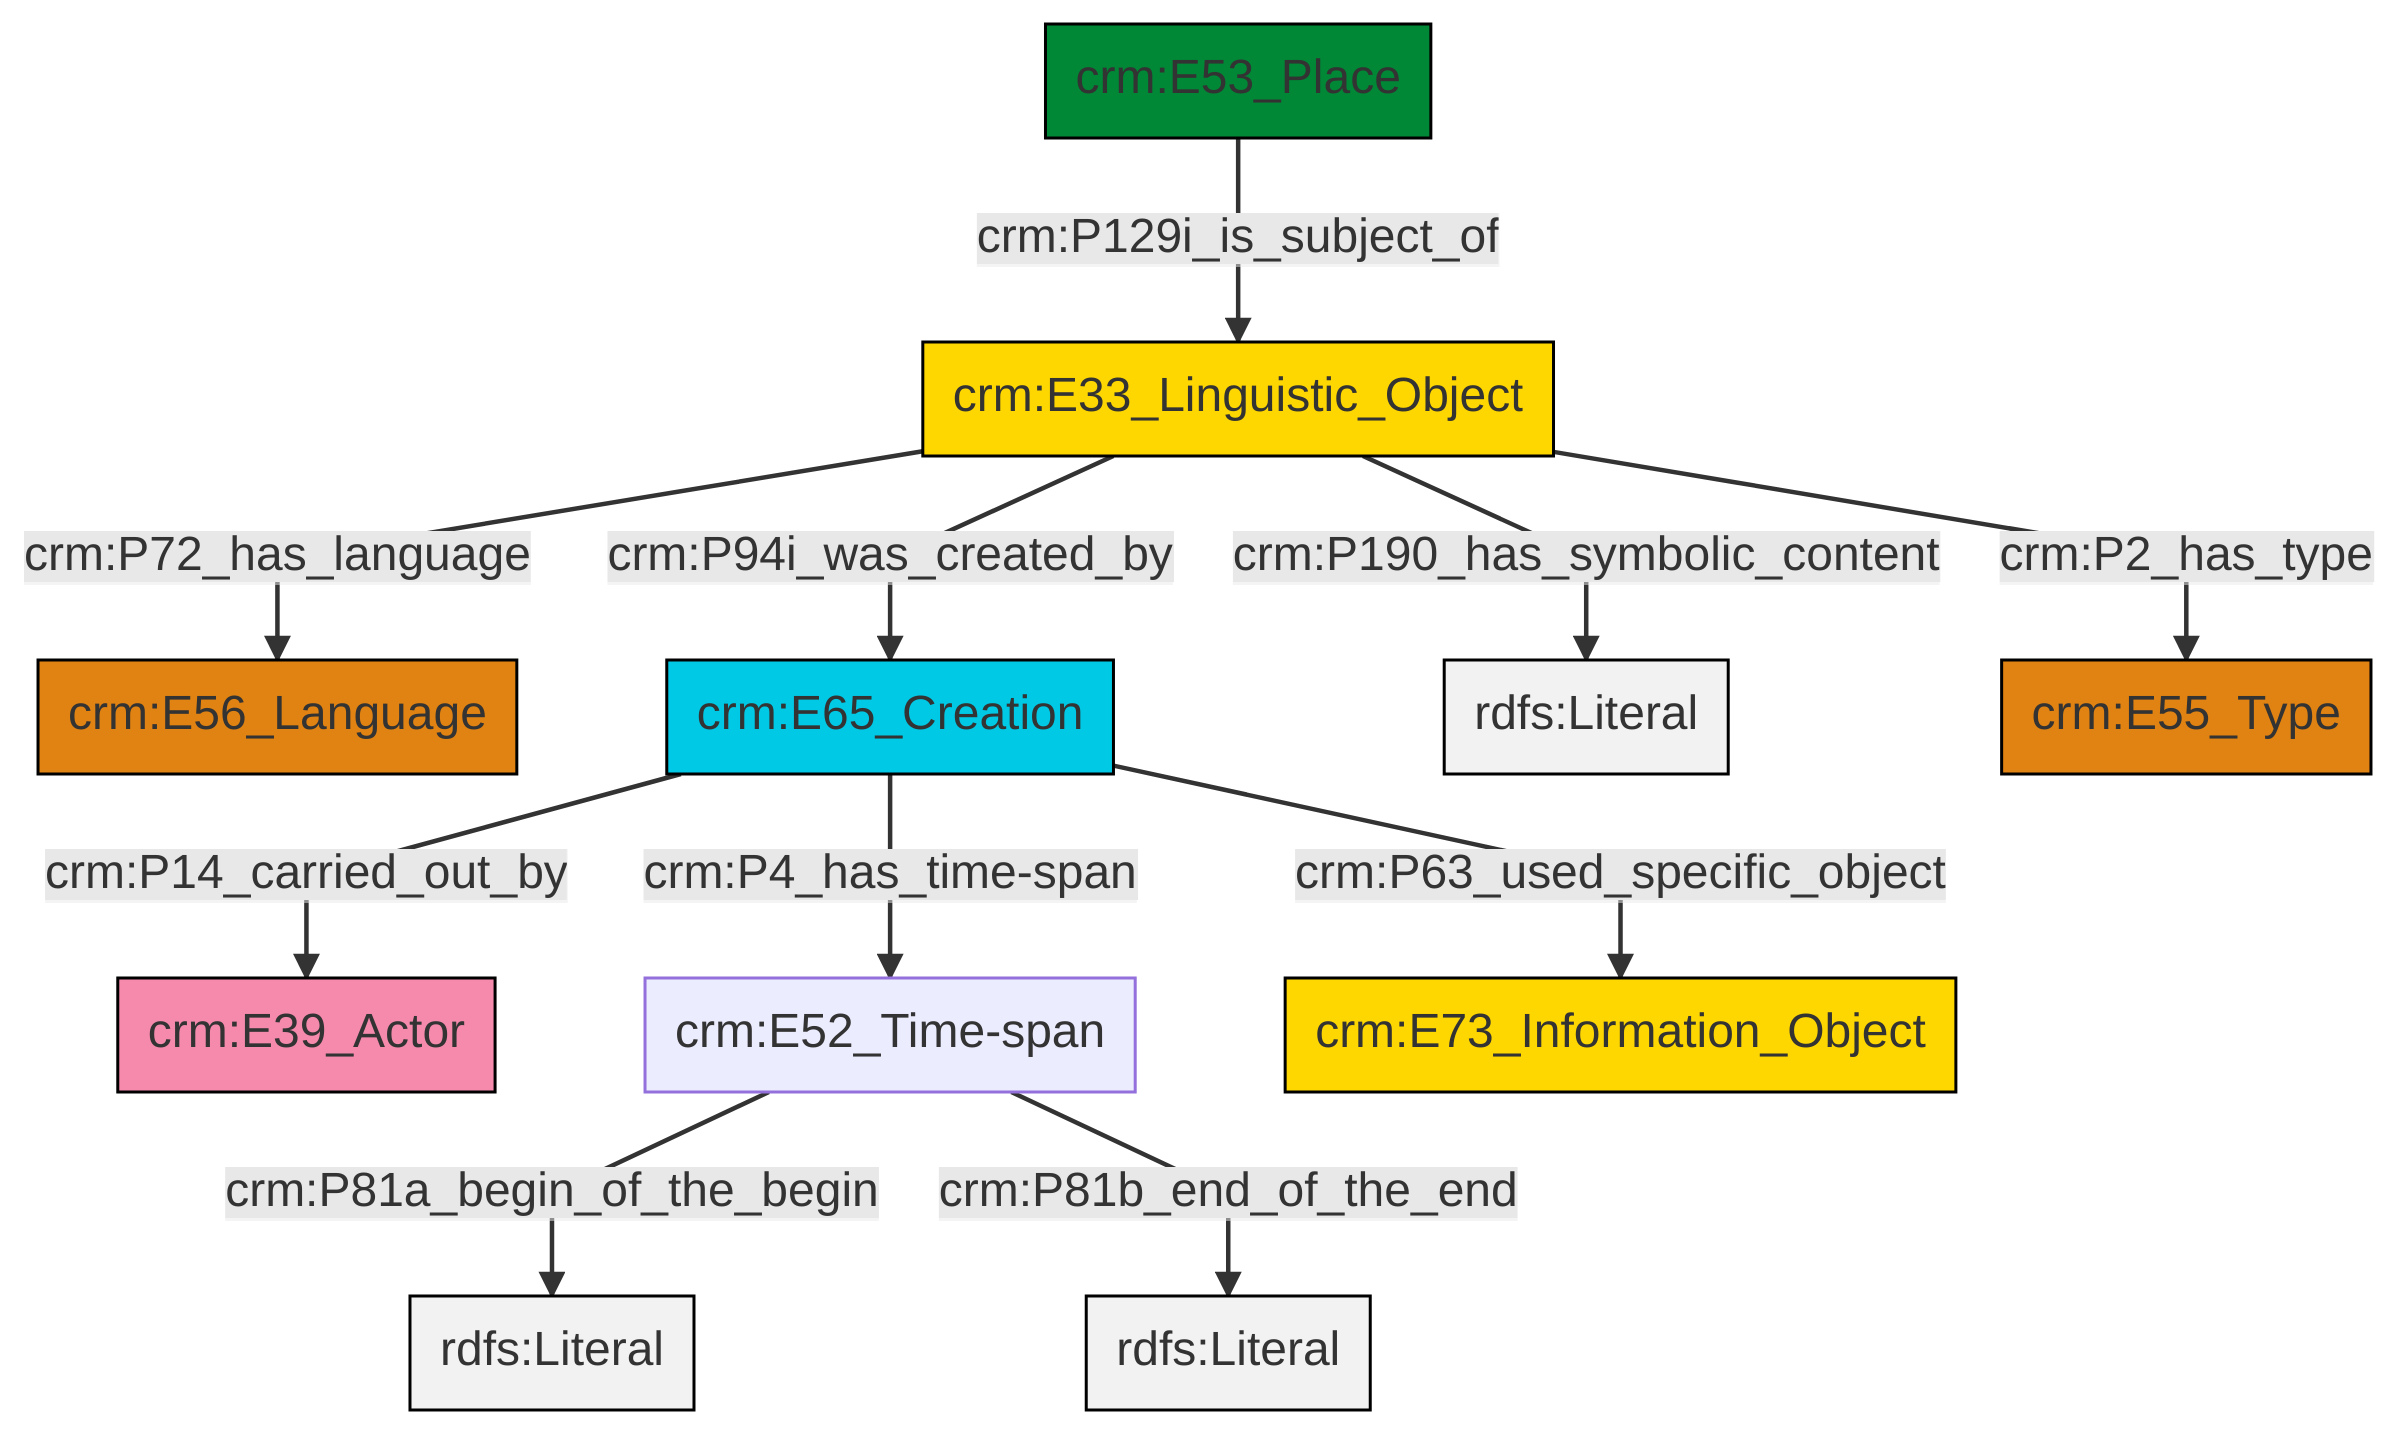 crm:E53_Place
crm:P129i_is_subject_of
crm:E33_Linguistic_Object
crm:P72_has_language
crm:P94i_was_created_by
crm:P190_has_symbolic_content
crm:P2_has_type
crm:E56_Language
crm:E65_Creation
rdfs:Literal
crm:E55_Type
crm:P14_carried_out_by
crm:P4_has_time-span
crm:P63_used_specific_object
crm:E39_Actor
crm:E52_Time-span
crm:E73_Information_Object
crm:P81a_begin_of_the_begin
crm:P81b_end_of_the_end
rdfs:Literal
rdfs:Literal